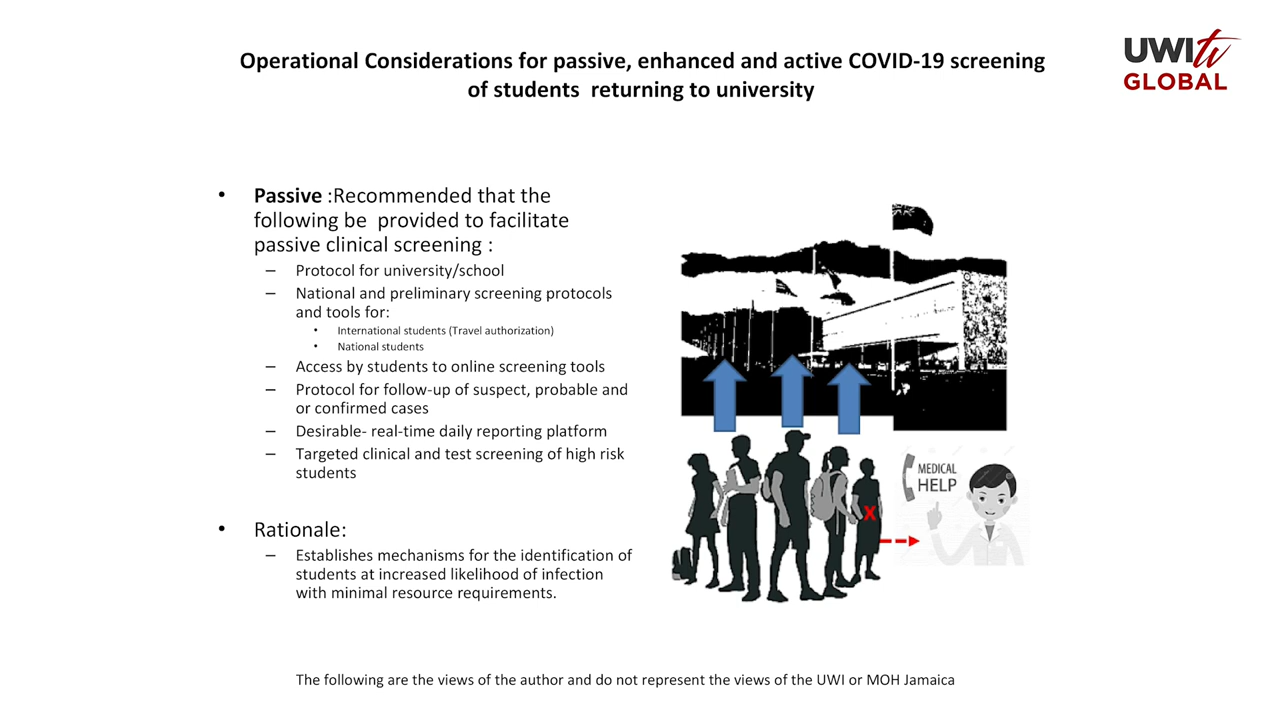 Operational Considerations for passive, enhanced and active COVID-19 screening
of students returning to university
UWItv
GLOBAL
• Passive :Recommended that the
following be provided to facilitate
passive clinical screening :
– Protocol for university/school
– National and preliminary screening protocols
and tools for:
• International students (Travel authorization)
• National students
– Access by students to online screening tools
– Protocol for follow-up of suspect, probable and
or confirmed cases
– Desirable- real-time daily reporting platform
– Targeted clinical and test screening of high risk
students
• Rationale:
– Establishes mechanisms for the identification of
students at increased likelihood of infection
with minimal resource requirements.
MEDICAL
HELP
X
The following are the views of the author and do not represent the views of the UWI or MOH Jamaica